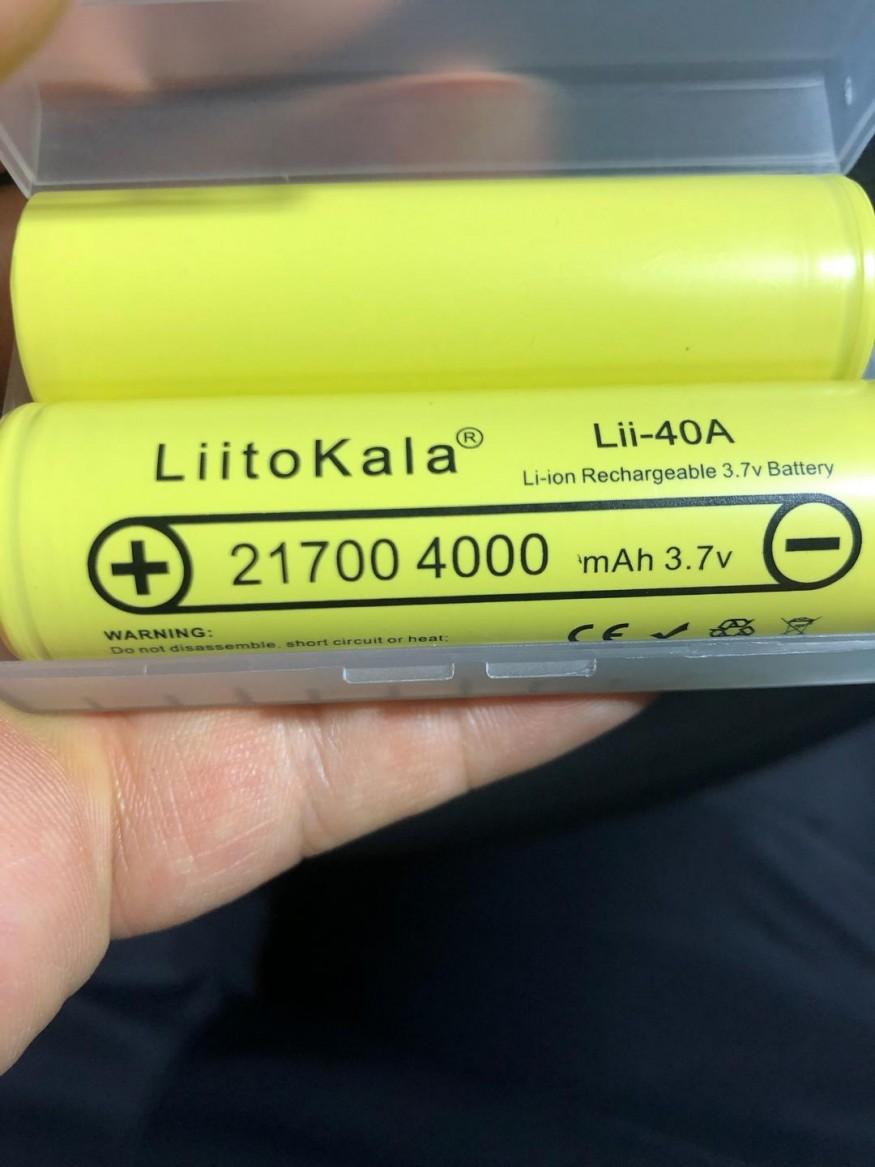 LiitoKala®
Lii-40A
Li-ion Rechargeable 3.7v Battery
+ 21700 4000 mAh 3.7v −
WARNING:
Do not disassemble, short circuit or heat;
CE